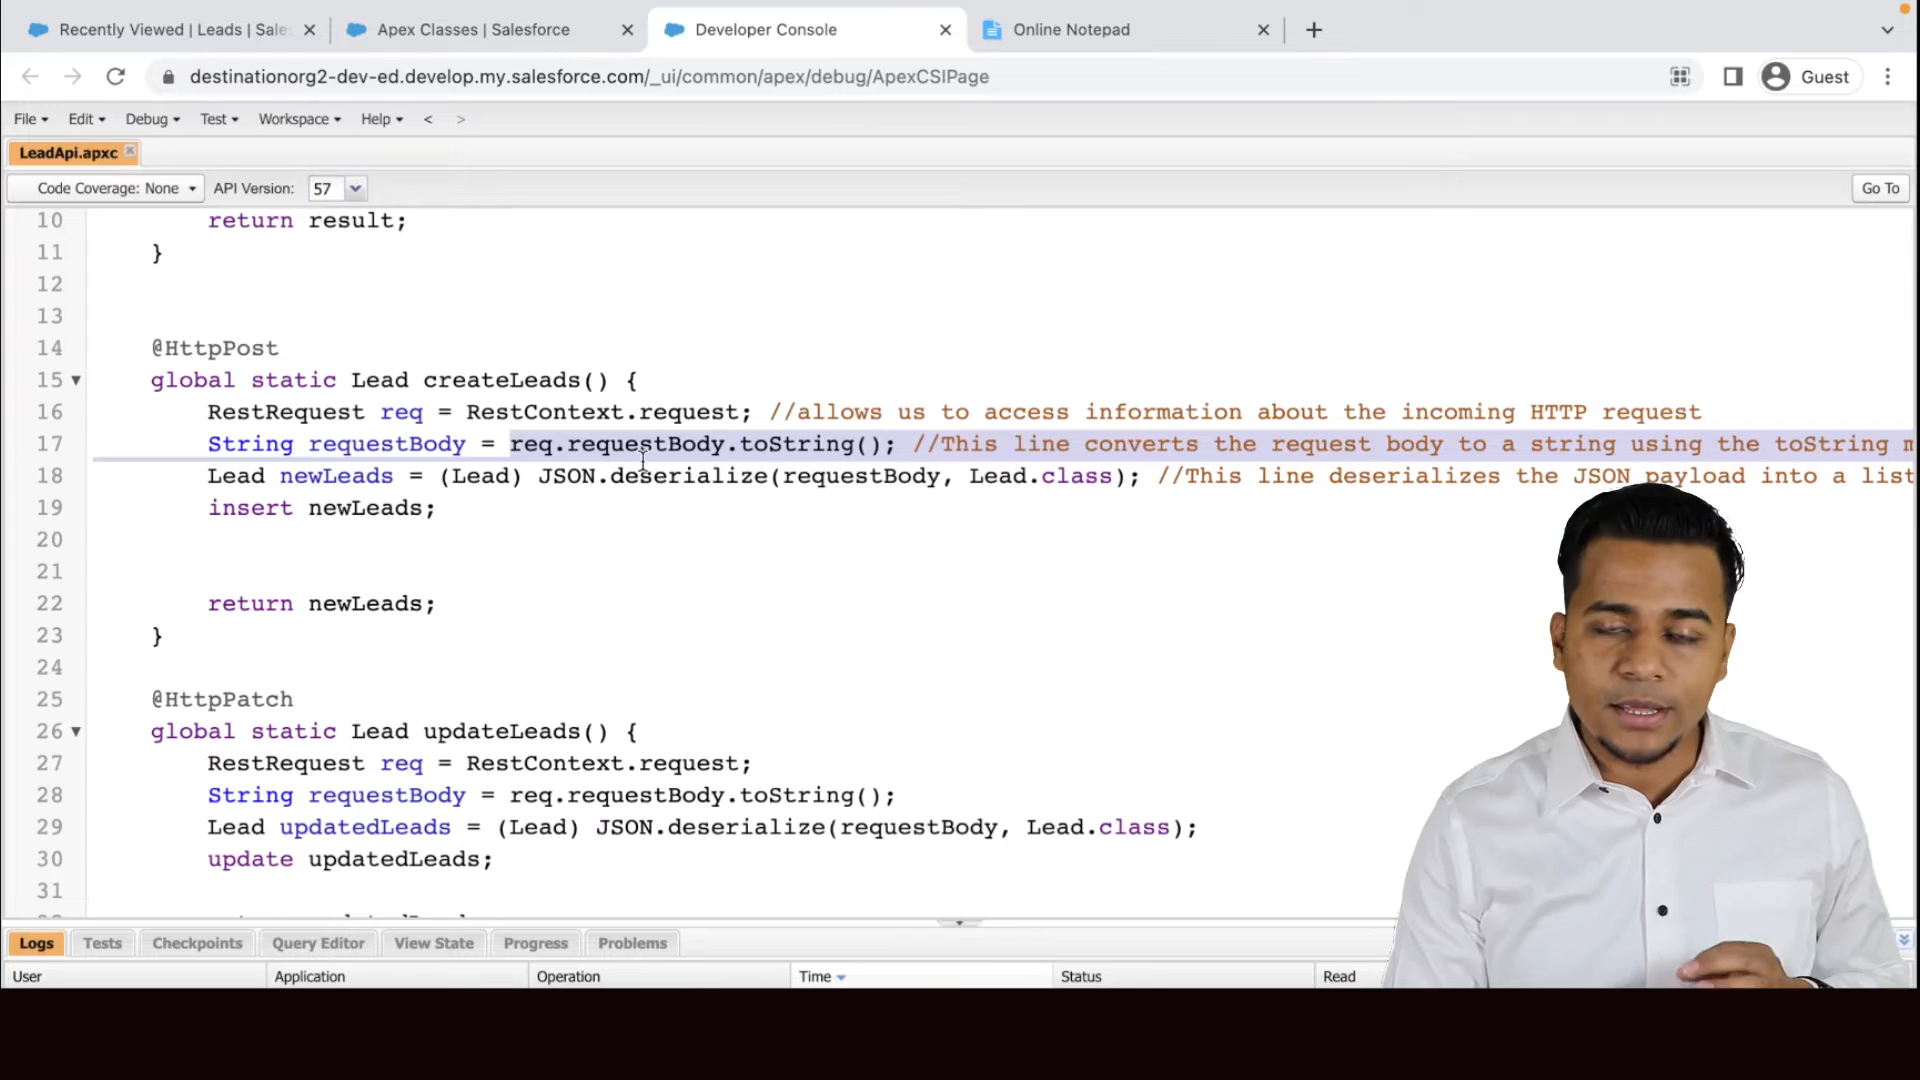 Recently Viewed | Leads | Sale
Apex Classes | Salesforce
Developer Console
Online Notepad
destinationorg2-dev-ed.develop.my.salesforce.com/_ui/common/apex/debug/ApexCSIPage
Guest
File Edit Debug Test Workspace Help < >
LeadApi.apxc
Code Coverage: None API Version: 57 Go To
10 return result;
11 }
12
13
14 @HttpPost
15 global static Lead createLeads() {
16 RestRequest req = RestContext.request; //allows us to access information about the incoming HTTP request
17 String requestBody = req.requestBody.toString(); //This line converts the request body to a string using the toString m
18 Lead newLeads = (Lead) JSON.deserialize(requestBody, Lead.class); //This line deserializes the JSON payload into a list
19 insert newLeads;
20
21
22 return newLeads;
23 }
24
25 @HttpPatch
26 global static Lead updateLeads() {
27 RestRequest req = RestContext.request;
28 String requestBody = req.requestBody.toString();
29 Lead updatedLeads = (Lead) JSON.deserialize(requestBody, Lead.class);
30 update updatedLeads;
31
Logs Tests Checkpoints Query Editor View State Progress Problems
User Application Operation Time Status Read